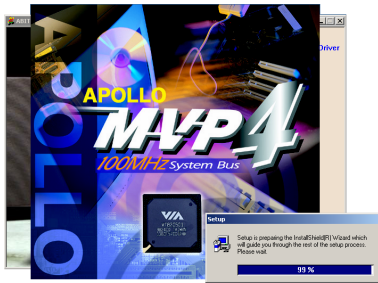 ABIT
Driver
APOLLO
APOLLO
MVP4
100MHz System Bus
VIA
Setup
Setup is preparing the InstallShield(R) Wizard which
will guide you through the rest of the setup process.
Please wait.
99 %